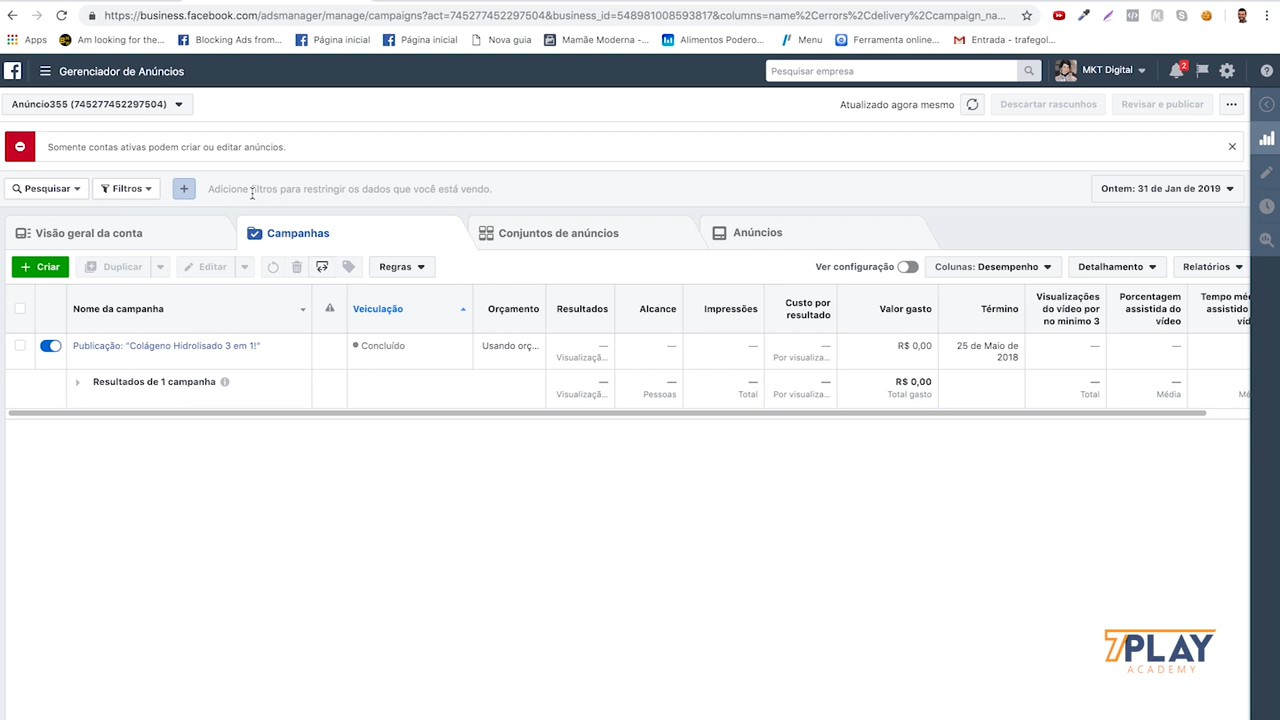 https://business.facebook.com/adsmanager/manage/campaigns?act=745277452297504&business_id=548981008593817&columns=name%2Cerrors%2Cdelivery%2Ccampaign_na...
Apps Am looking for the... Blocking Ads from... Página inicial Página inicial Nova guia Mamãe Moderna -... Alimentos Podero... Menu Ferramenta online... Entrada - trafegol...
Gerenciador de Anúncios Pesquisar empresa MKT Digital 2
Anúncio355 (745277452297504) Atualizado agora mesmo Descartar rascunhos Revisar e publicar ...
Somente contas ativas podem criar ou editar anúncios.
Pesquisar Filtros + Adicione filtros para restringir os dados que você está vendo. Ontem: 31 de Jan de 2019
Visão geral da conta Campanhas Conjuntos de anúncios Anúncios
+ Criar Duplicar Editar Regras Ver configuração Colunas: Desempenho Detalhamento Relatórios
Nome da campanha Veiculação Orçamento Resultados Alcance Impressões Custo por resultado Valor gasto Término Visualizações do vídeo por no mínimo 3 Porcentagem assistida do vídeo Tempo mé assistido víd
Publicação: "Colágeno Hidrolisado 3 em 1!" Concluído Usando orç... — — — — R$ 0,00 25 de Maio de 2018 — —
Visualizaçã... Por visualiza...
Resultados de 1 campanha — — — — R$ 0,00 — —
Visualizaçã... Pessoas Total Por visualiza... Total gasto Total Média Mé
7PLAY
ACADEMY